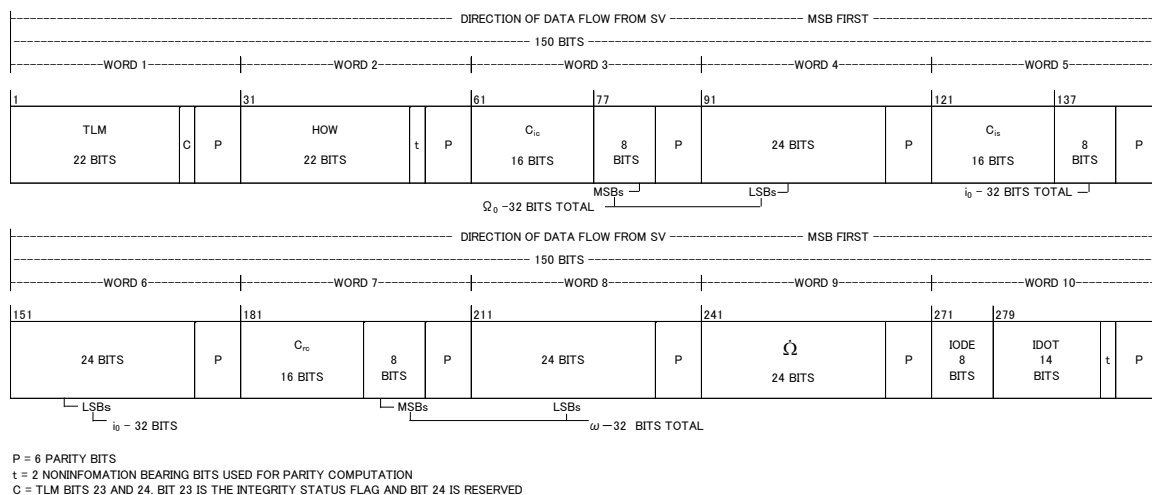 DIRECTION OF DATA FLOW FROM SV MSB FIRST
150 BITS
WORD 1 WORD 2 WORD 3 WORD 4 WORD 5
1 31 61 77 91 121 137
TLM HOW Cic Cis
22 BITS C P 22 BITS t P 16 BITS 8 BITS P 24 BITS P 16 BITS 8 BITS P
MSBs LSBs
Ω0 -32 BITS TOTAL i0 - 32 BITS TOTAL
DIRECTION OF DATA FLOW FROM SV MSB FIRST
150 BITS
WORD 6 WORD 7 WORD 8 WORD 9 WORD 10
151 181 211 241 271 279
24 BITS P Crc 16 BITS 8 BITS P 24 BITS P Ω̇ 24 BITS P IODE 8 BITS IDOT 14 BITS t P
LSBs MSBs LSBs
i0 - 32 BITS ω-32 BITS TOTAL
P = 6 PARITY BITS
t = 2 NONINFOMATION BEARING BITS USED FOR PARITY COMPUTATION
C = TLM BITS 23 AND 24. BIT 23 IS THE INTEGRITY STATUS FLAG AND BIT 24 IS RESERVED